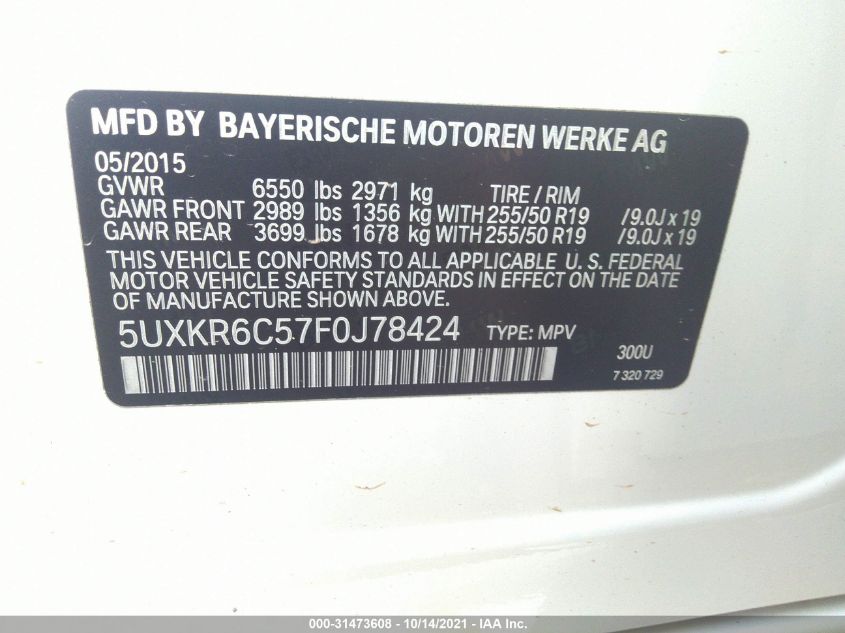 MFD BY BAYERISCHE MOTOREN WERKE AG
05/2015
GVWR 6550 lbs 2971 kg TIRE / RIM
GAWR FRONT 2989 lbs 1356 kg WITH 255/50 R19 /9.0J x 19
GAWR REAR 3699 lbs 1678 kg WITH 255/50 R19 /9.0J x 19
THIS VEHICLE CONFORMS TO ALL APPLICABLE U. S. FEDERAL
MOTOR VEHICLE SAFETY STANDARDS IN EFFECT ON THE DATE
OF MANUFACTURE SHOWN ABOVE
5UXKR6C57F0J78424 TYPE: MPV
300U
7 320 729
000-31473608 - 10/14/2021 - © IAA Inc.